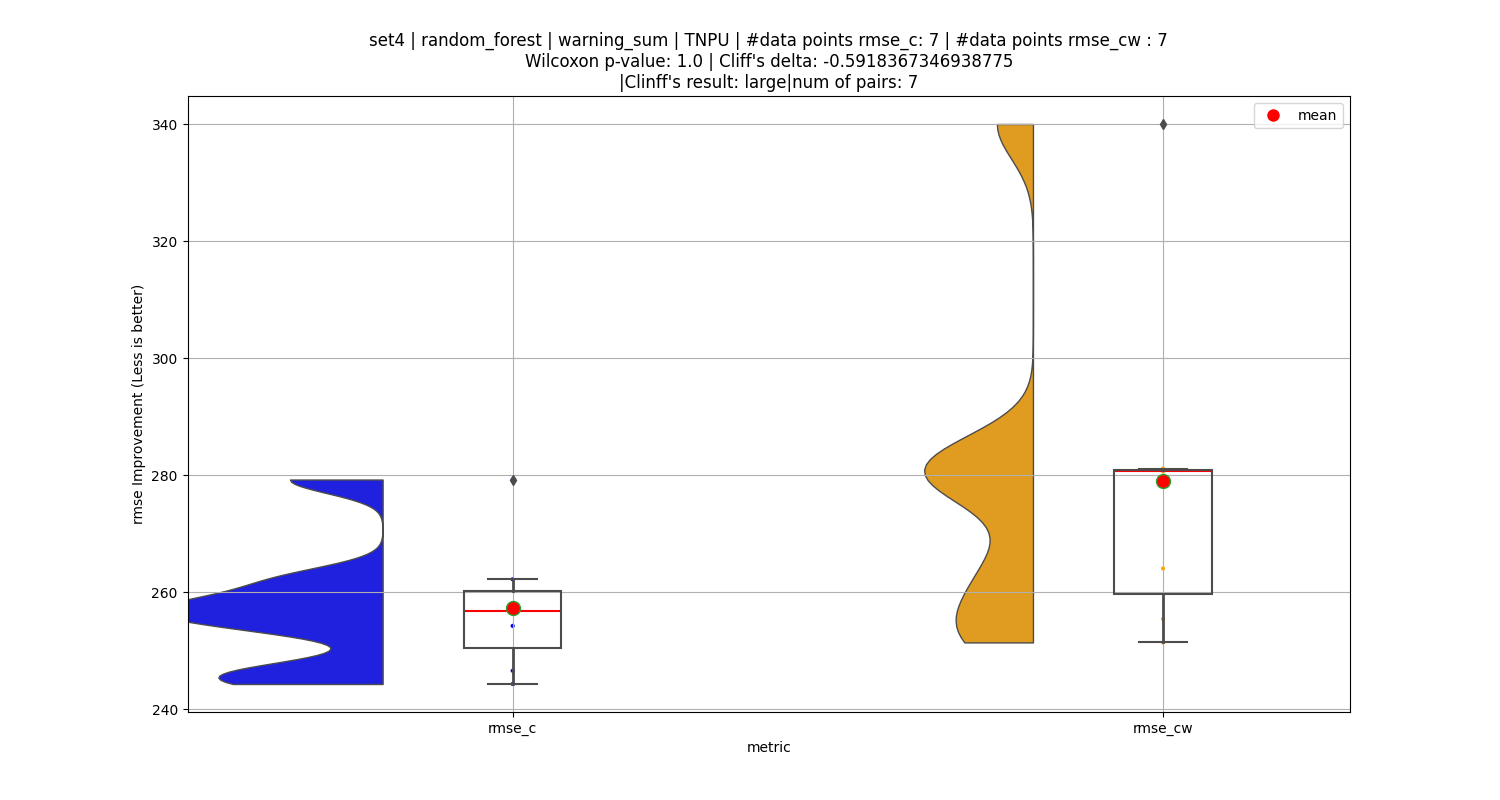 set4 | random_forest | warning_sum | TNPU | #data points rmse_c: 7 | #data points rmse_cw : 7
Wilcoxon p-value: 1.0 | Cliff's delta: -0.5918367346938775
|Clinff's result: large|num of pairs: 7
mean
rmse Improvement (Less is better)
340
320
300
280
260
240
rmse_c
rmse_cw
metric